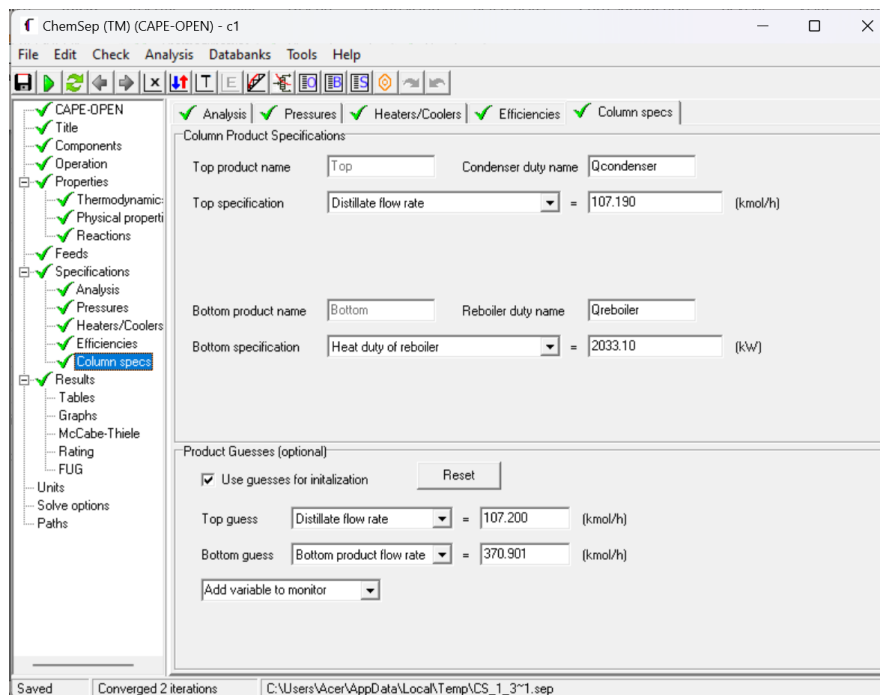 ChemSep (TM) (CAPE-OPEN) - c1
File Edit Check Analysis Databanks Tools Help
CAPE-OPEN
Title
Components
Operation
Properties
Thermodynamic:
Physical properti
Reactions
Feeds
Specifications
Analysis
Pressures
Heaters/Coolers
Efficiencies
Column specs
Results
Tables
Graphs
McCabe-Thiele
Rating
FUG
Units
Solve options
Paths
Analysis Pressures Heaters/Coolers Efficiencies Column specs
Column Product Specifications
Top product name Top Condenser duty name Qcondenser
Top specification Distillate flow rate = 107.190 (kmol/h)
Bottom product name Bottom Reboiler duty name Qreboiler
Bottom specification Heat duty of reboiler = 2033.10 (kW)
Product Guesses (optional)
Use guesses for initalization Reset
Top guess Distillate flow rate = 107.200 (kmol/h)
Bottom guess Bottom product flow rate = 370.901 (kmol/h)
Add variable to monitor
Saved Converged 2 iterations C:\Users\Acer\AppData\Local\Temp\CS_1_3~1.sep